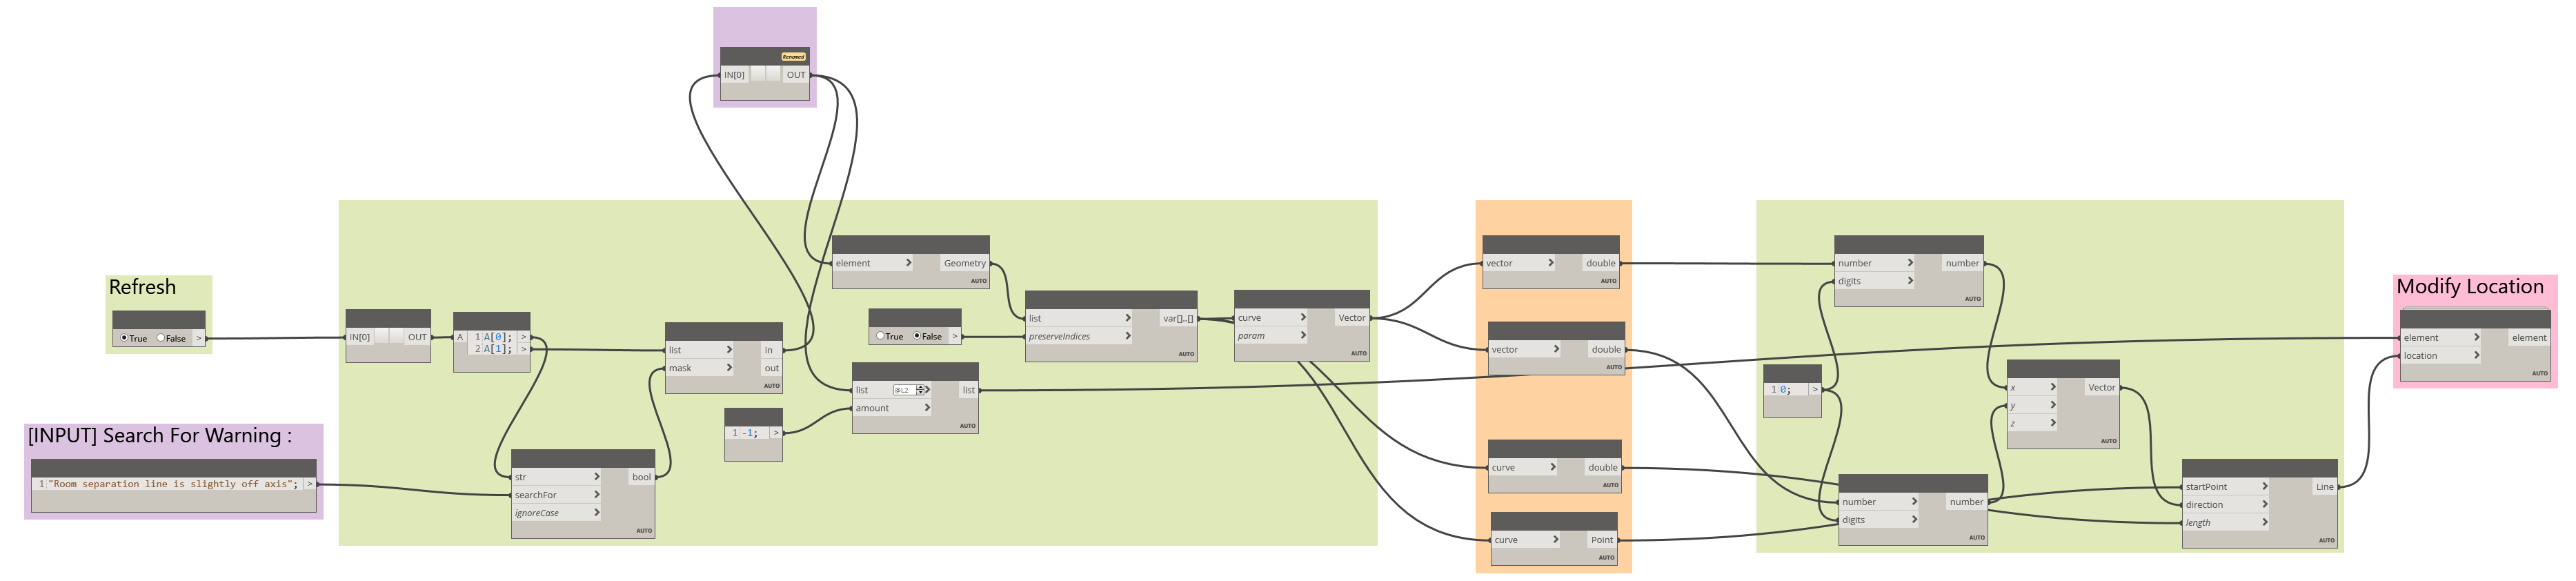 Renamed
IN[0] OUT
Refresh
True False >
[INPUT] Search For Warning :
1 "Room separation line is slightly off axis"; >
IN[0] OUT
A 1 A[0]; >
2 A[1]; >
str bool
searchFor
ignoreCase
AUTO
list in
mask out
AUTO
1 -1; >
element Geometry
AUTO
True False >
list @L2 list
amount
AUTO
list var[]..[]
preserveIndices
AUTO
curve Vector
param
AUTO
vector double
AUTO
vector double
AUTO
curve double
AUTO
curve Point
AUTO
number number
digits
AUTO
1 0; >
number number
digits
AUTO
x Vector
y
z
AUTO
startPoint Line
direction
length
AUTO
Modify Location
element element
location
AUTO